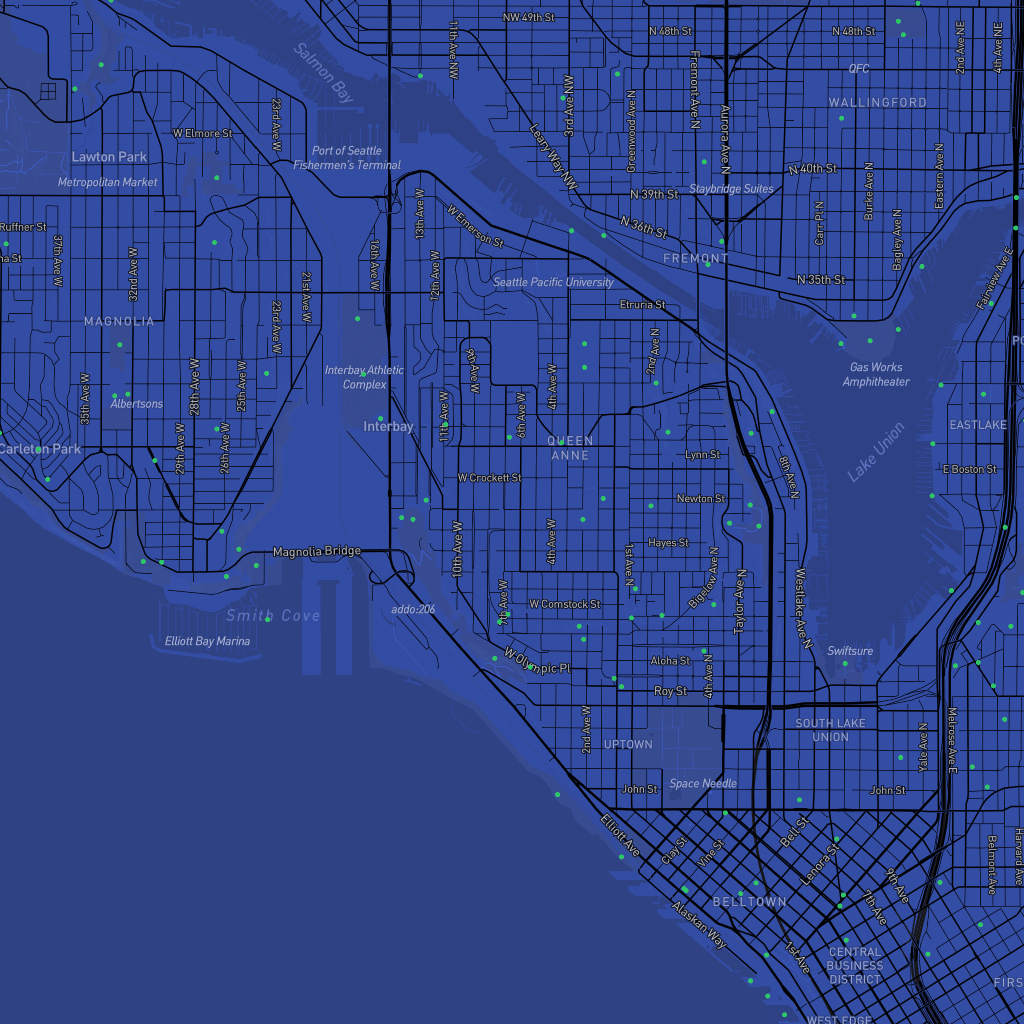 NW 49th St
N 48th St
N 48th St
11th Ave NW
Fremont Ave N
2nd Ave NE
4th Ave NE
Salmon Bay
QFC
3rd Ave NW
WALLINGFORD
23rd Ave W
W Elmore St
Greenwood Ave N
Aurora Ave N
Port of Seattle
Fishermen's Terminal
Lawton Park
Leary Way NW
N 40th St
Eastern Ave N
Metropolitan Market
Staybridge Suites
N 39th St
Burke Ave N
13th Ave W
Carr Pl N
Ruffner St
W Emerson St
N 36th St
Bagley Ave N
37th Ave W
32nd Ave W
19th Ave W
12th Ave W
FREMONT
Fairview Ave E
21st Ave W
Seattle Pacific University
N 35th St
Etruria St
MAGNOLIA
23rd Ave W
2nd Ave N
Interbay Athletic
Complex
9th Ave W
4th Ave W
Gas Works
Amphitheater
35th Ave W
28th Ave W
25th Ave W
Albertsons
11th Ave W
6th Ave W
Interbay
QUEEN
ANNE
EASTLAKE
Carleton Park
29th Ave W
26th Ave W
Lynn St
Lake Union
W Crockett St
8th Ave N
E Boston St
Newton St
Magnolia Bridge
10th Ave W
4th Ave W
1st Ave N
Hayes St
Bigelow Ave N
Taylor Ave N
Westlake Ave N
Smith Cove
addo:206
7th Ave W
W Comstock St
Elliott Bay Marina
W Olympic Pl
Aloha St
Swiftsure
Roy St
4th Ave N
2nd Ave W
UPTOWN
SOUTH LAKE
UNION
Yale Ave N
Melrose Ave E
Space Needle
John St
John St
Elliott Ave
Clay St
Vine St
Bell St
Lenora St
Belmont Ave
Harvard Ave
9th Ave
7th Ave
BELLTOWN
Alaskan Way
1st Ave
CENTRAL
BUSINESS
DISTRICT
WEST EDGE